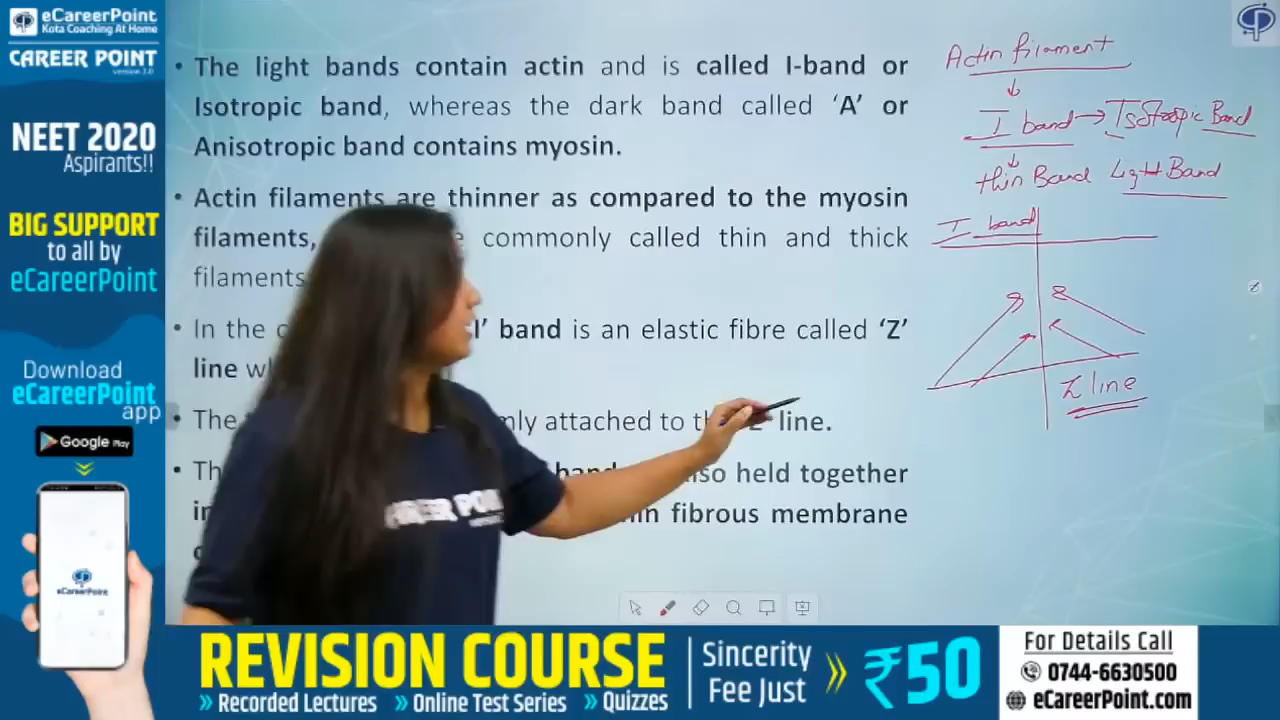 eCareerPoint
Kota Coaching At Home
CAREER POINT
version 2.0
NEET 2020
Aspirants!!
BIG SUPPORT
to all by
eCareerPoint
Download
eCareerPoint
app
Google Play
eCareerPoint
• The light bands contain actin and is called I-band or
Isotropic band, whereas the dark band called ‘A’ or
Anisotropic band contains myosin.
• Actin filaments are thinner as compared to the myosin
filaments, commonly called thin and thick
filaments
• In the I’ band is an elastic fibre called ‘Z’
line
• The attached to line.
• held together
fibrous membrane
Actin filament
I band → Isotropic Band
thin Band Light Band
I band
Z line
REVISION COURSE
» Recorded Lectures » Online Test Series » Quizzes
Sincerity
Fee Just
» ₹50
For Details Call
0744-6630500
eCareerPoint.com